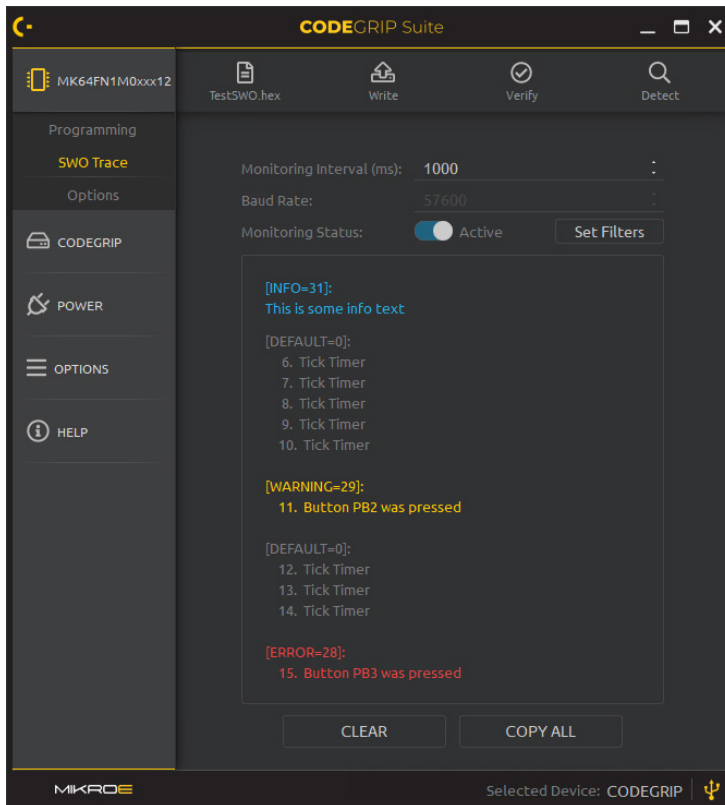 CODEGRIP Suite
MK64FN1M0xxx12
TestSWO.hex
Write
Verify
Detect
Programming
SWO Trace
Options
CODEGRIP
POWER
OPTIONS
HELP
Monitoring Interval (ms): 1000
Baud Rate: 57600
Monitoring Status: Active Set Filters
[INFO=31]:
This is some info text
[DEFAULT=0]:
6. Tick Timer
7. Tick Timer
8. Tick Timer
9. Tick Timer
10. Tick Timer
[WARNING=29]:
11. Button PB2 was pressed
[DEFAULT=0]:
12. Tick Timer
13. Tick Timer
14. Tick Timer
[ERROR=28]:
15. Button PB3 was pressed
CLEAR
COPY ALL
MIKROE
Selected Device: CODEGRIP